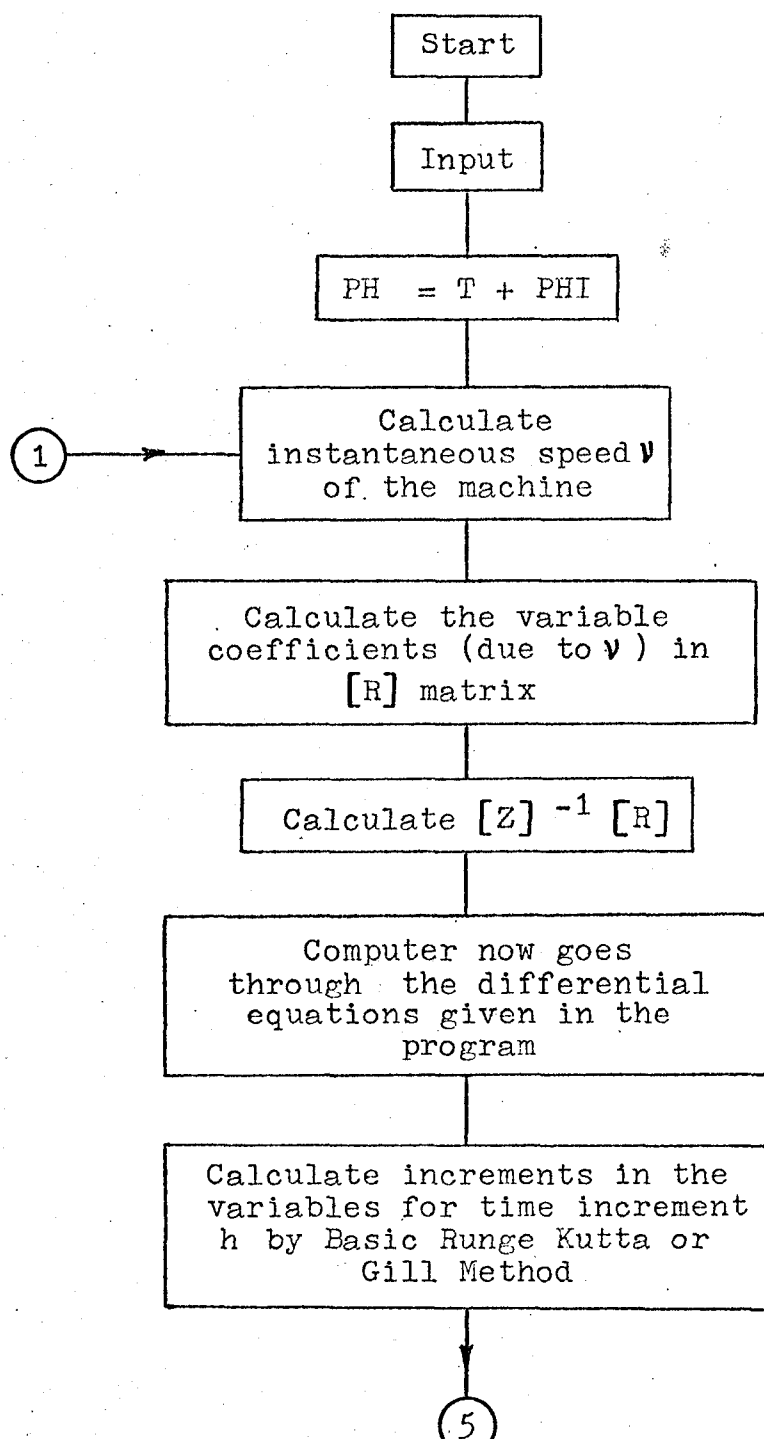 Start
Input
PH = T + PHI
1
Calculate
instantaneous speed ν
of the machine
Calculate the variable
coefficients (due to ν) in
[R] matrix
Calculate [Z] -1 [R]
Computer now goes
through the differential
equations given in the
program
Calculate increments in the
variables for time increment
h by Basic Runge Kutta or
Gill Method
5